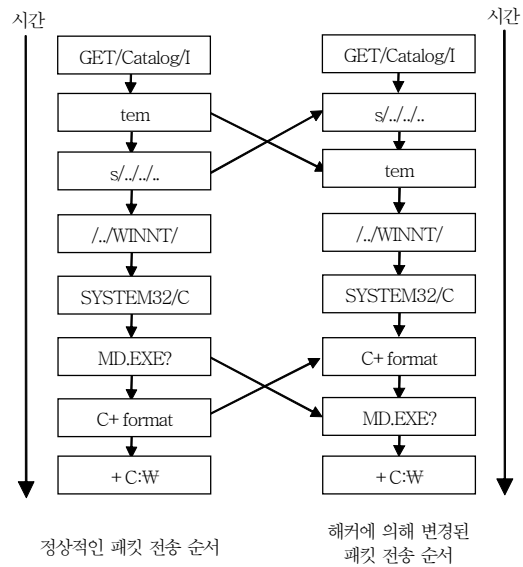 시간
GET/Catalog/I
tem
s/../../..
/../WINNT/
SYSTEM32/C
MD.EXE?
C+ format
+ C:₩
정상적인 패킷 전송 순서
시간
GET/Catalog/I
s/../../..
tem
/../WINNT/
SYSTEM32/C
C+ format
MD.EXE?
+ C:₩
해커에 의해 변경된
패킷 전송 순서